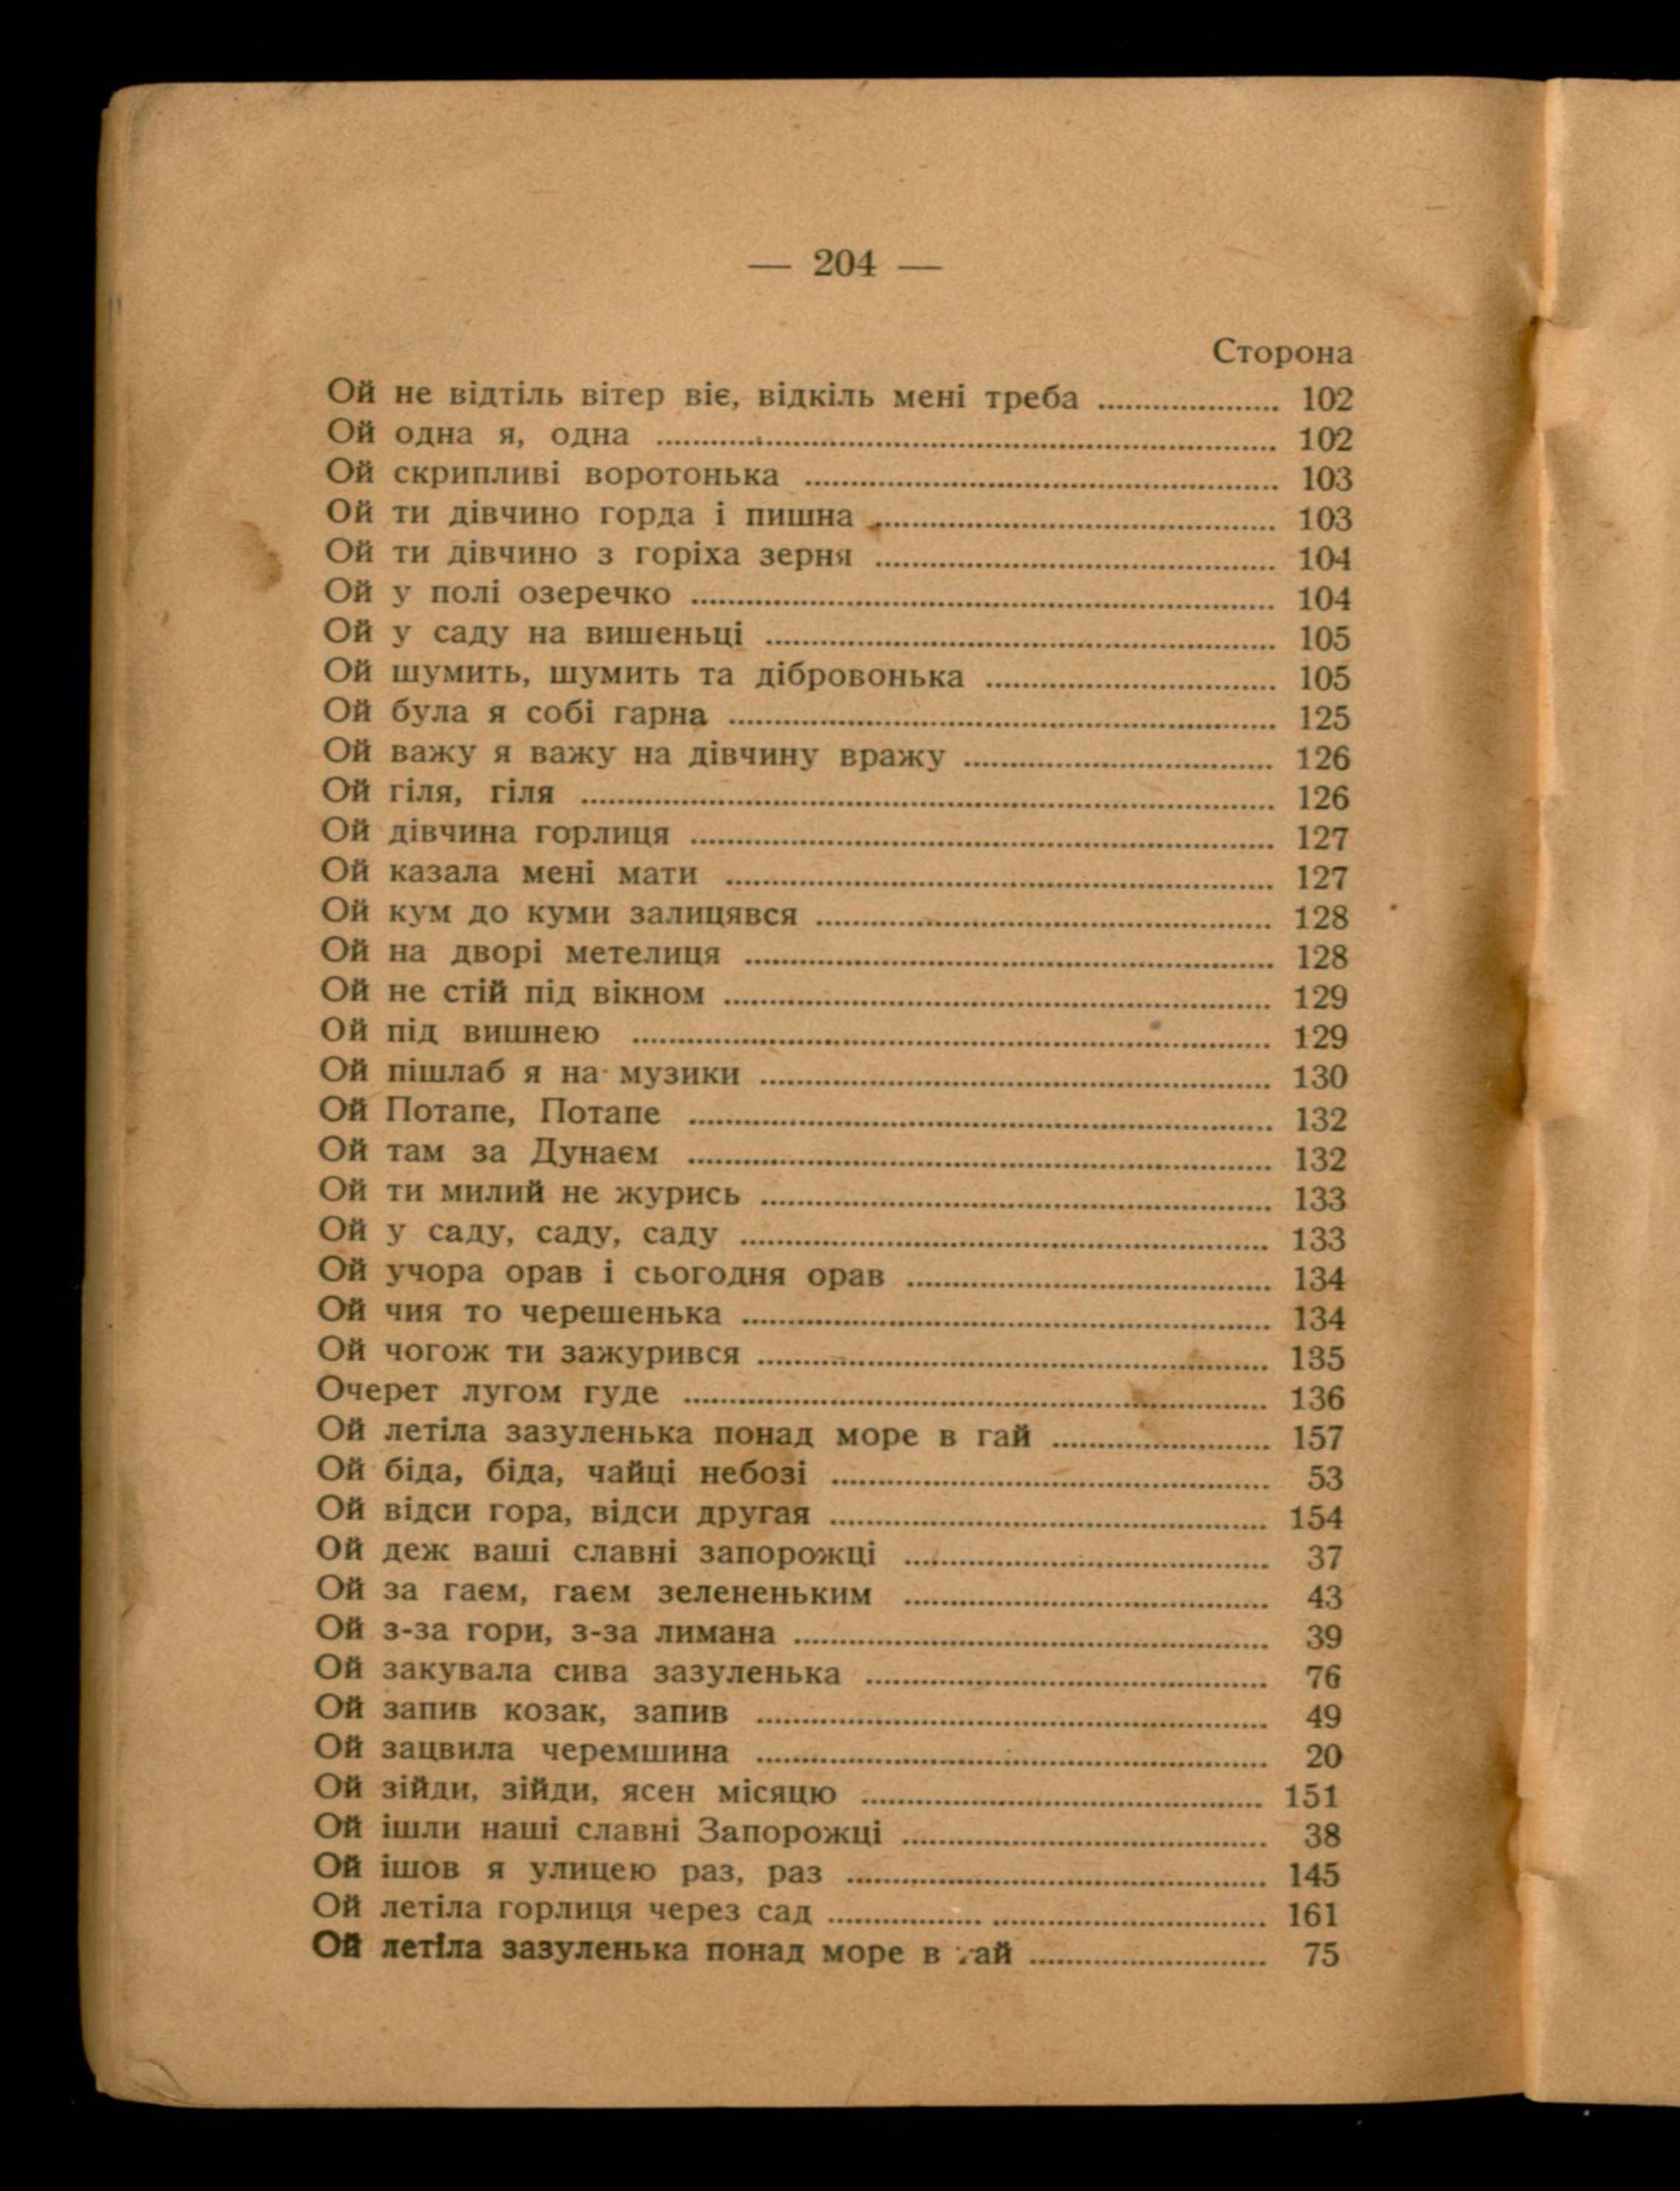 — 204 —
Сторона
Ой не відтіль вітер віє, відкіль мені треба .................... 102
Ой одна я, одна .................... 102
Ой скрипливі воротонька .................... 103
Ой ти дівчино горда і пишна .................... 103
Ой ти дівчино з горіха зерня .................... 104
Ой у полі озеречко .................... 104
Ой у саду на вишеньці .................... 105
Ой шумить, шумить та дібровонька .................... 105
Ой була я собі гарна .................... 125
Ой важу я важу на дівчину вражу .................... 126
Ой гіля, гіля .................... 126
Ой дівчина горлиця .................... 127
Ой казала мені мати .................... 127
Ой кум до куми залицявся .................... 128
Ой на дворі метелиця .................... 128
Ой не стій під вікном .................... 129
Ой під вишнею .................... 129
Ой пішлаб я на музики .................... 130
Ой Потапе, Потапе .................... 132
Ой там за Дунаєм .................... 132
Ой ти милий не журись .................... 133
Ой у саду, саду, саду .................... 133
Ой учора орав і сьогодня орав .................... 134
Ой чия то черешенька .................... 134
Ой чогож ти зажурився .................... 135
Очерет лугом гуде .................... 136
Ой летіла зазуленька понад море в гай .................... 157
Ой біда, біда, чайці небозі .................... 53
Ой відси гора, відси другая .................... 154
Ой деж ваші славні запорожці .................... 37
Ой за гаєм, гаєм зелененьким .................... 43
Ой з-за гори, з-за лимана .................... 39
Ой закувала сива зазуленька .................... 76
Ой запив козак, запив .................... 49
Ой зацвила черемшина .................... 20
Ой зійди, зійди, ясен місяцю .................... 151
Ой ішли наші славні Запорожці .................... 38
Ой ішов я улицею раз, раз .................... 145
Ой летіла горлиця через сад .................... 161
Ой летіла зазуленька понад море в гай .................... 75